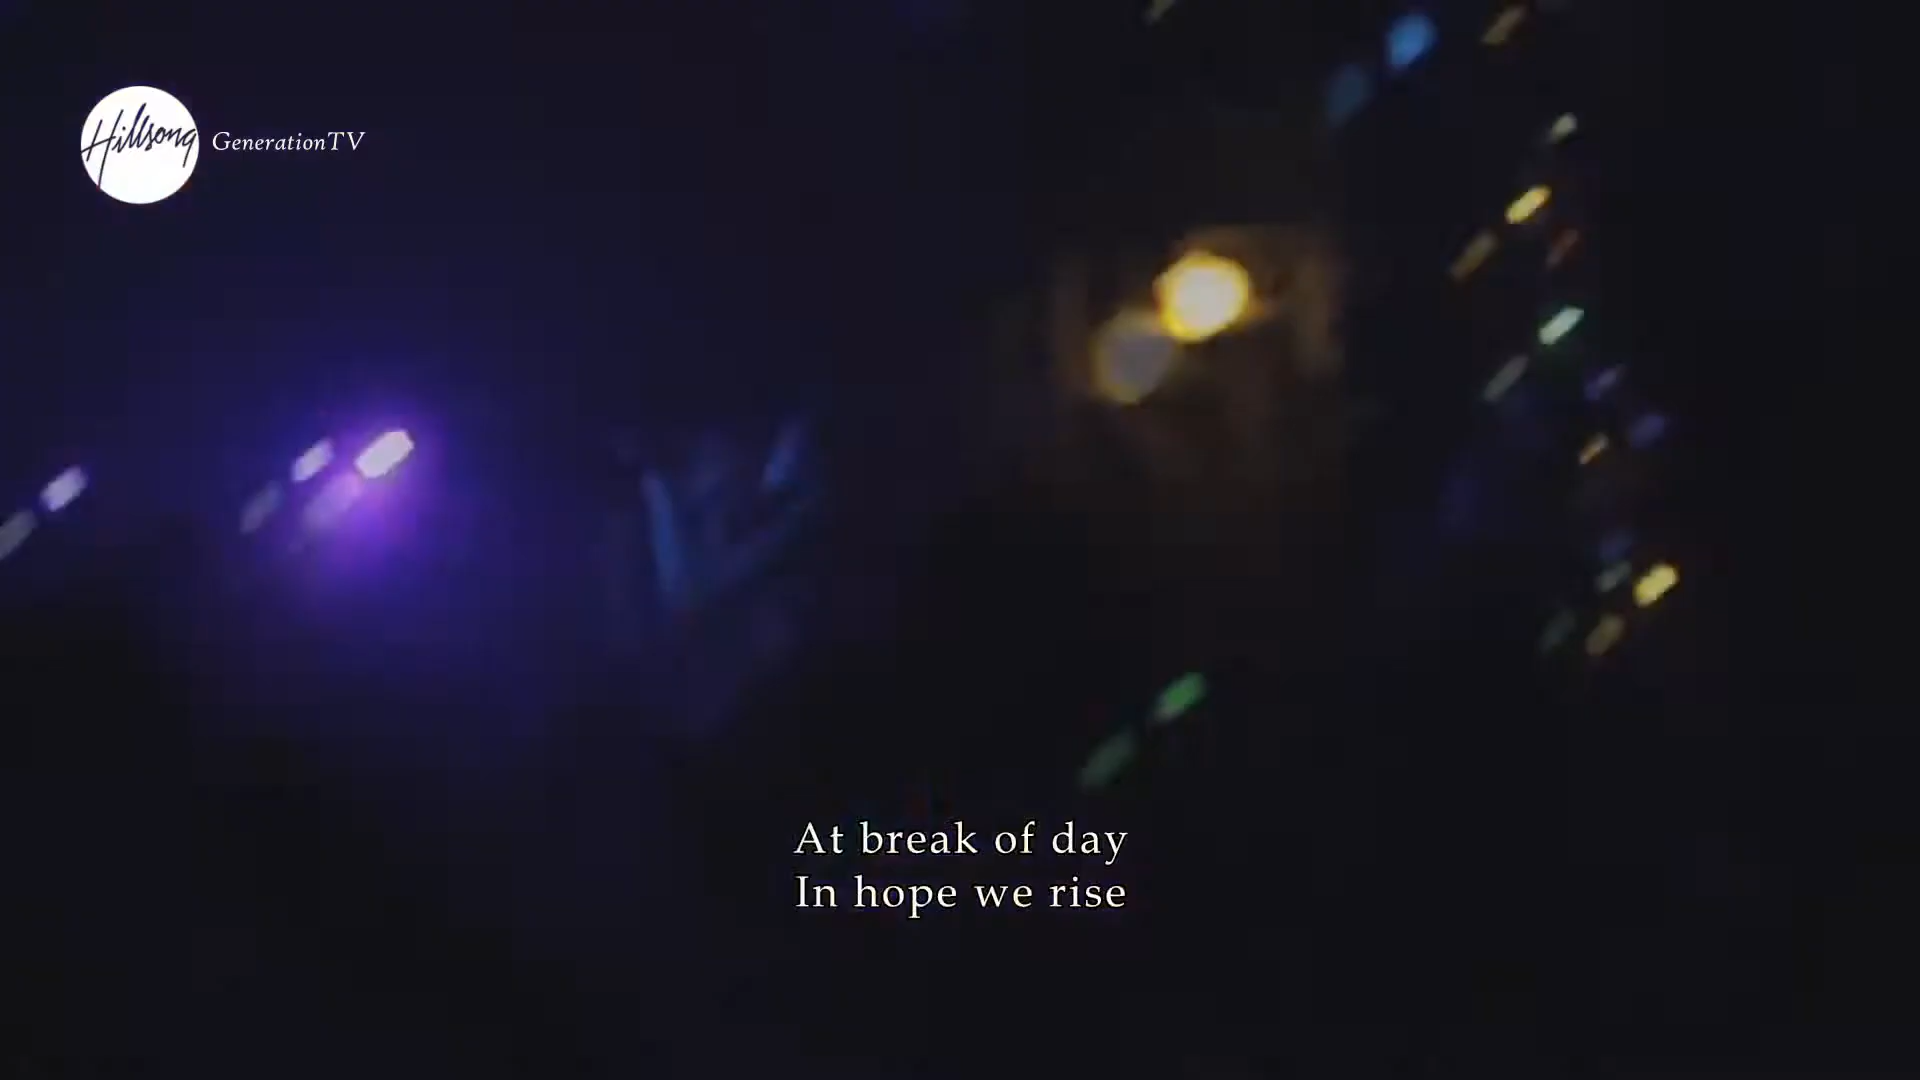 Hillsong GenerationTV
At break of day
In hope we rise